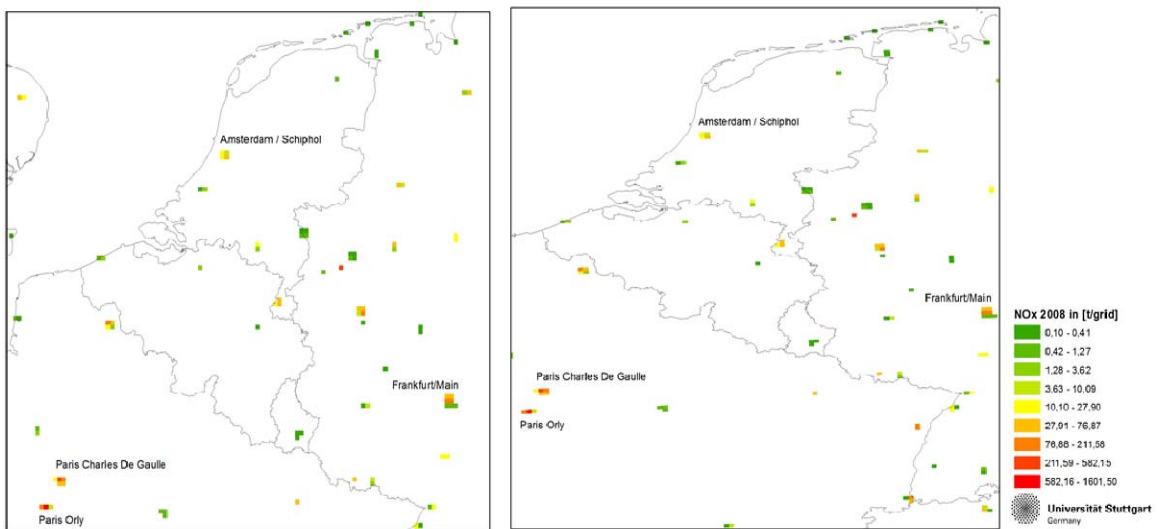 Amsterdam / Schiphol
Frankfurt/Main
Paris Charles De Gaulle
Paris Orly
Amsterdam / Schiphol
Frankfurt/Main
Paris Charles De Gaulle
Paris Orly
NOx 2008 in [t/grid]
0,10 - 0,41
0,42 - 1,27
1,28 - 3,62
3,63 - 10,09
10,10 - 27,90
27,91 - 76,87
76,88 - 211,58
211,59 - 582,15
582,16 - 1601,50
Universität Stuttgart
Germany